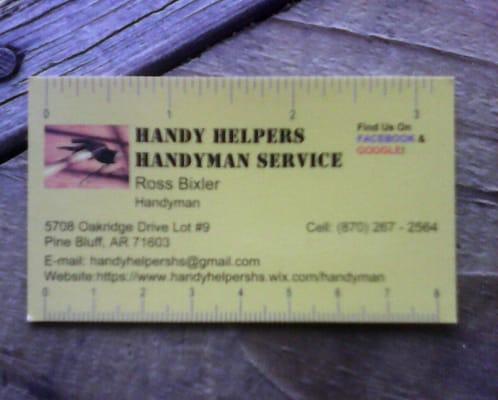 0 1 2 3
HANDY HELPERS
HANDYMAN SERVICE
Find Us On
FACEBOOK &
GOOGLE!
Ross Bixler
Handyman
5708 Oakridge Drive Lot #9
Pine Bluff, AR 71603
Cell: (870) 267 - 2564
E-mail: handyhelpershs@gmail.com
Website:https://www.handyhelpershs.wix.com/handyman
0 1 2 3 4 5 6 7 8